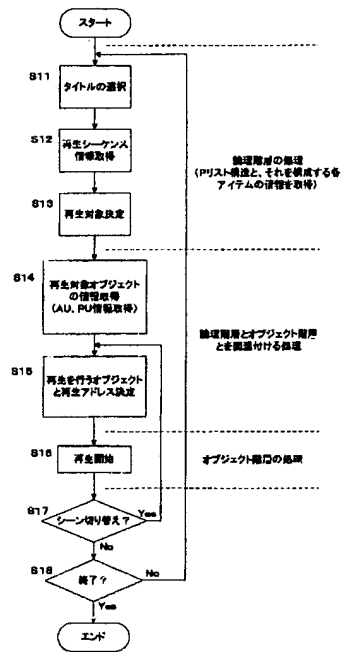 スタート
S11
タイトルの選択
S12
再生シーケンス
情報取得
論理階層の処理
(Pリスト構造と、それを構成する各
アイテムの情報を取得)
S13
再生対象決定
S14
再生対象オブジェクト
の情報取得
(AU、PU情報取得)
論理階層とオブジェクト階層
とを関連付ける処理
S15
再生を行うオブジェクト
と再生アドレス決定
S16
再生開始
オブジェクト階層の処理
S17
シーン切り替え?
Yes
No
S18
終了?
No
Yes
エンド